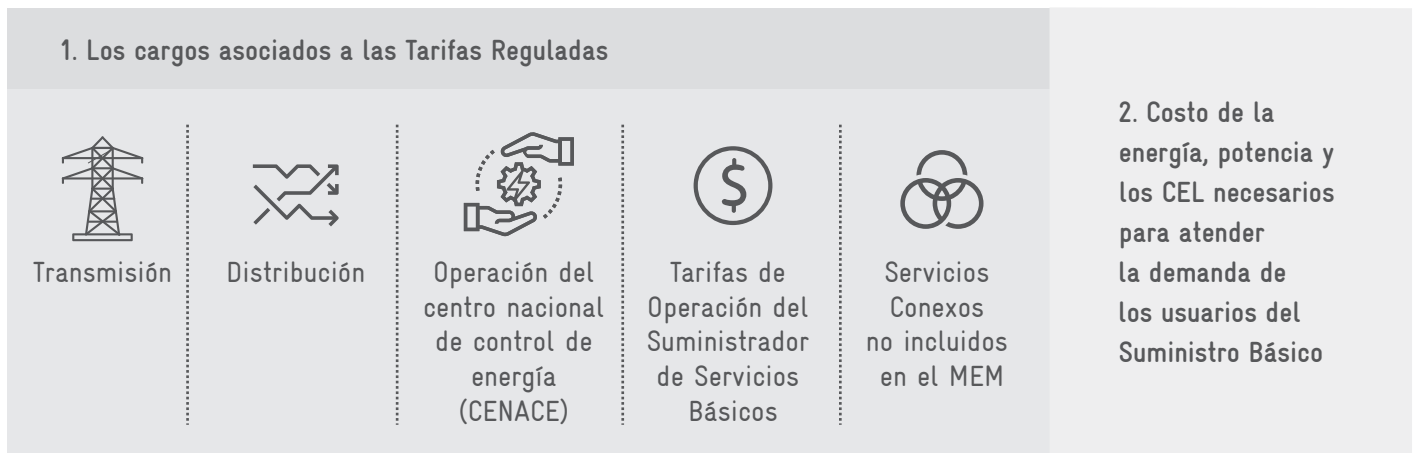 1. Los cargos asociados a las Tarifas Reguladas
Transmisión
Distribución
Operación del
centro nacional
de control de
energía
(CENACE)
Tarifas de
Operación del
Suministrador
de Servicios
Básicos
Servicios
Conexos
no incluidos
en el MEM
2. Costo de la
energía, potencia y
los CEL necesarios
para atender
la demanda de
los usuarios del
Suministro Básico